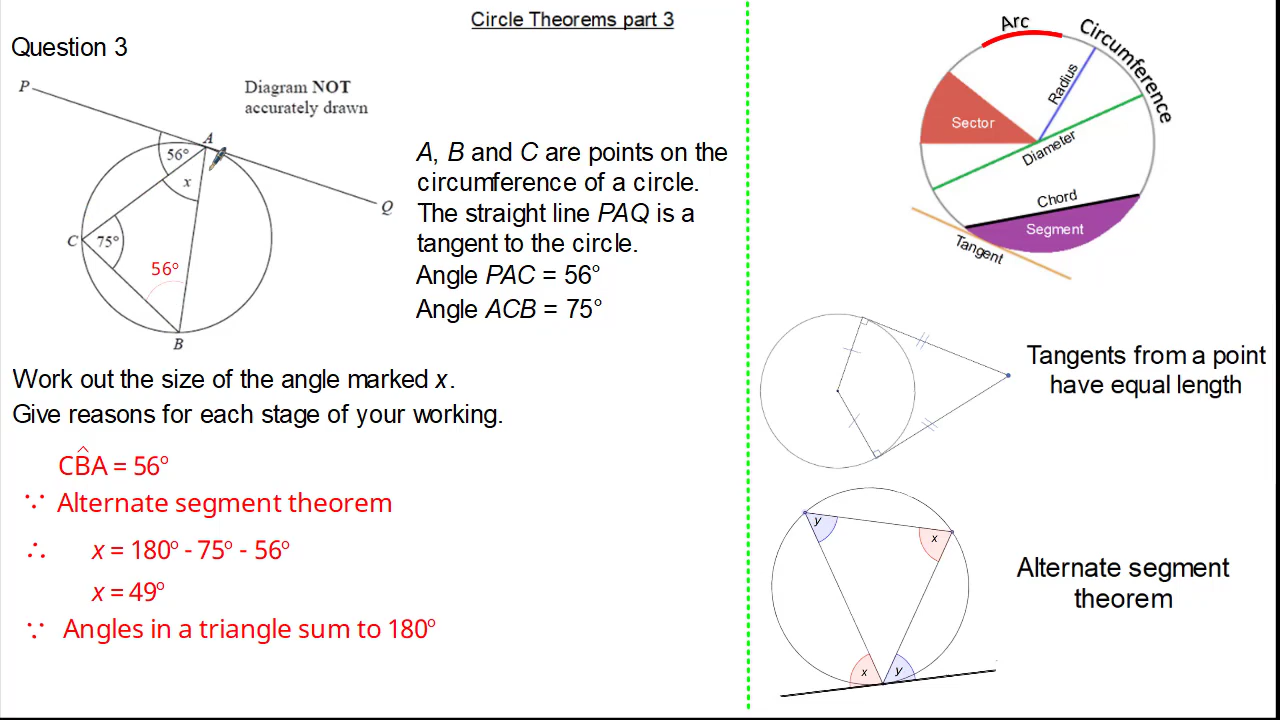 Circle Theorems part 3
Question 3
P
Diagram NOT
accurately drawn
A
56°
x
Q
C
75°
56°
B
A, B and C are points on the
circumference of a circle.
The straight line PAQ is a
tangent to the circle.
Angle PAC = 56°
Angle ACB = 75°
Work out the size of the angle marked x.
Give reasons for each stage of your working.
CB̂A = 56°
∵ Alternate segment theorem
∴ x = 180° - 75° - 56°
x = 49°
∵ Angles in a triangle sum to 180°
Arc
Circumference
Radius
Sector
Diameter
Chord
Segment
Tangent
Tangents from a point
have equal length
y
x
Alternate segment
theorem
x
y